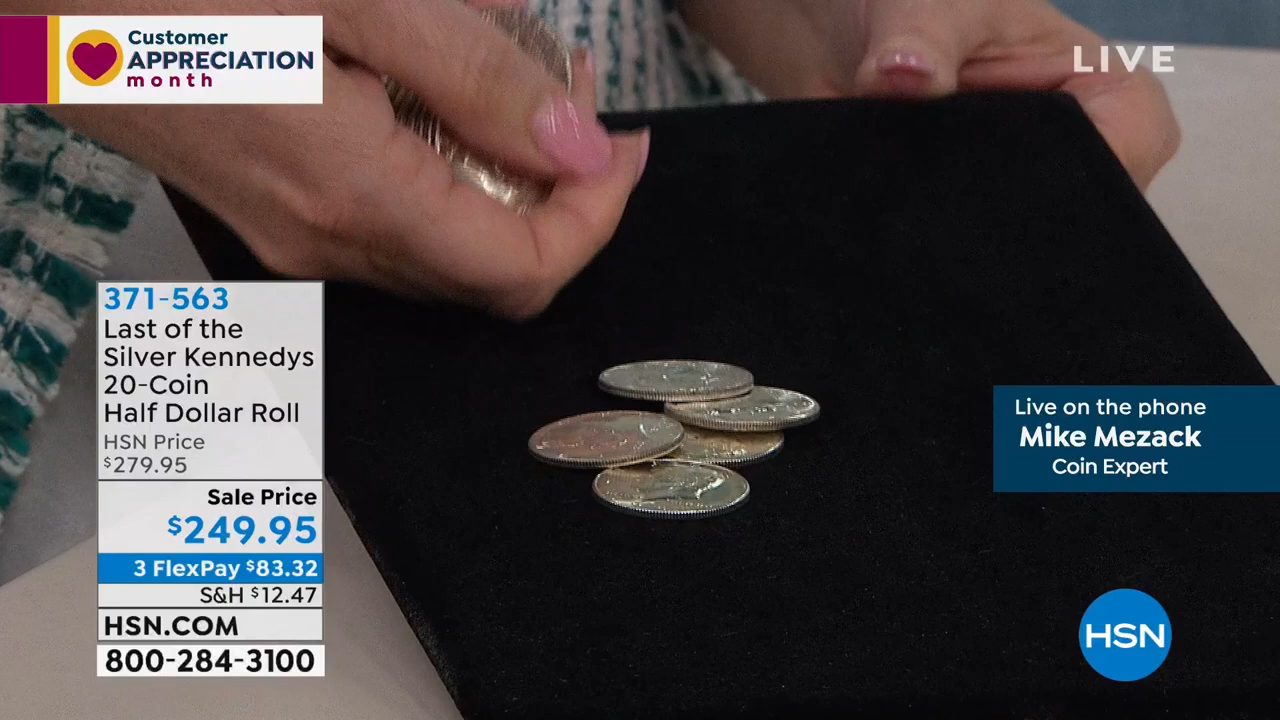 Customer
APPRECIATION
month
LIVE
371-563
Last of the
Silver Kennedys
20-Coin
Half Dollar Roll
HSN Price
$279.95
Sale Price
$249.95
3 FlexPay $83.32
S&H $12.47
HSN.COM
800-284-3100
Live on the phone
Mike Mezack
Coin Expert
HSN